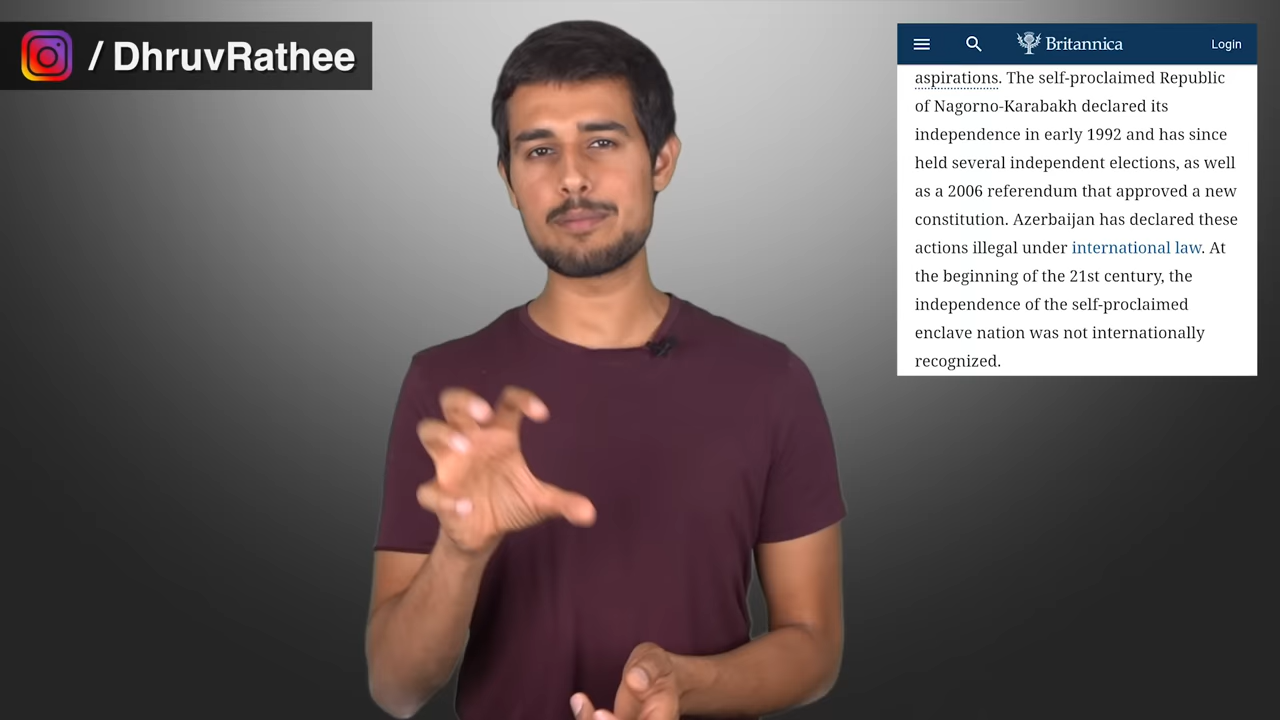 / DhruvRathee
Britannica
Login
aspirations. The self-proclaimed Republic
of Nagorno-Karabakh declared its
independence in early 1992 and has since
held several independent elections, as well
as a 2006 referendum that approved a new
constitution. Azerbaijan has declared these
actions illegal under international law. At
the beginning of the 21st century, the
independence of the self-proclaimed
enclave nation was not internationally
recognized.